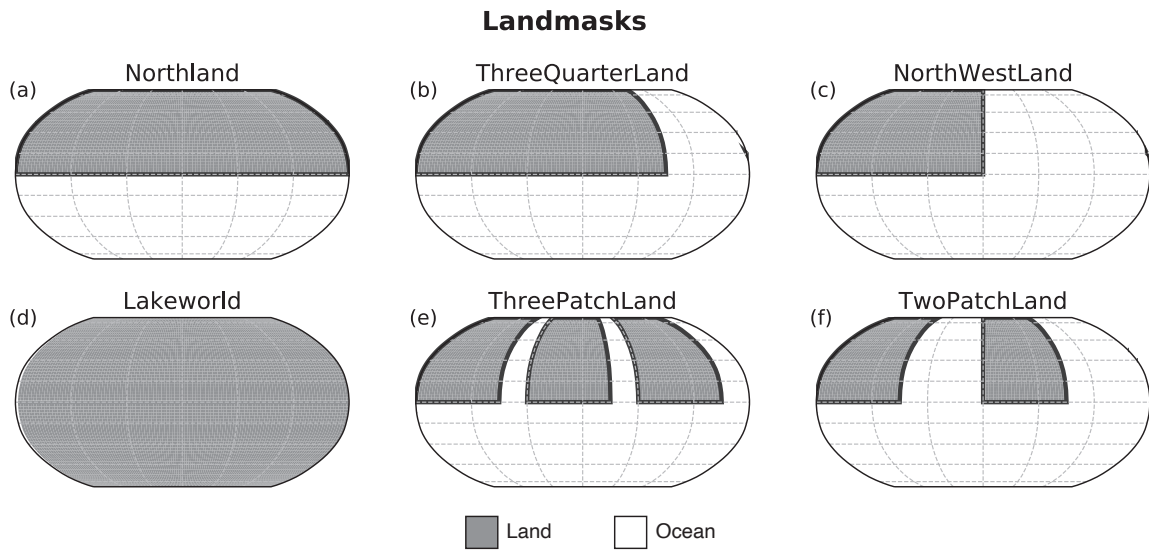 Landmasks
(a) Northland
(b) ThreeQuarterLand
(c) NorthWestLand
(d) Lakeworld
(e) ThreePatchLand
(f) TwoPatchLand
Land
Ocean